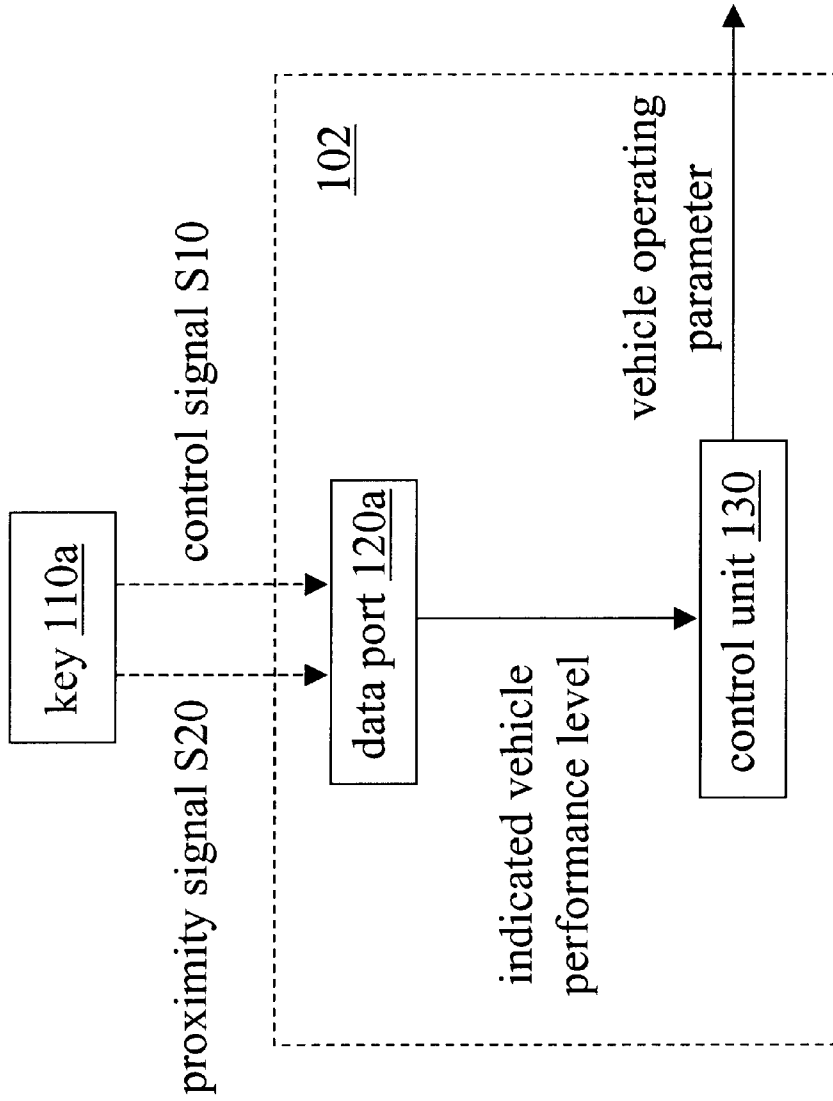 key 110a
proximity signal S20
control signal S10
102
data port 120a
indicated vehicle
performance level
control unit 130
vehicle operating
parameter